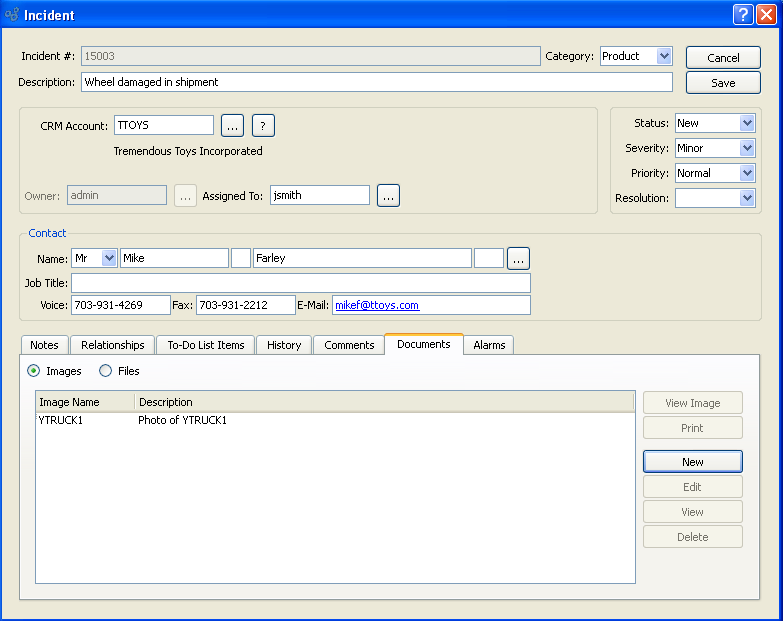 Incident
Incident #: 15003 Category: Product Cancel
Description: Wheel damaged in shipment Save
CRM Account: TTOYS ... ?
Tremendous Toys Incorporated
Owner: admin ... Assigned To: jsmith ...
Status: New
Severity: Minor
Priority: Normal
Resolution:
Contact
Name: Mr Mike Farley ...
Job Title:
Voice: 703-931-4269 Fax: 703-931-2212 E-Mail: mikef@ttoys.com
Notes Relationships To-Do List Items History Comments Documents Alarms
Images Files
Image Name Description
YTRUCK1 Photo of YTRUCK1
View Image
Print
New
Edit
View
Delete